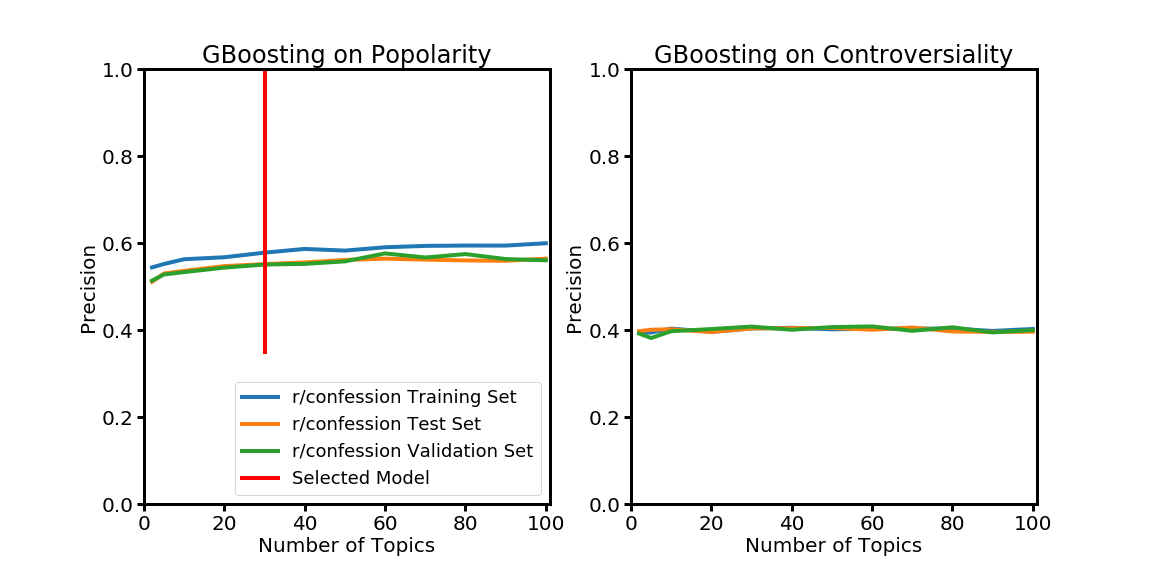 GBoosting on Popolarity
1.0
0.8
0.6
0.4
0.2
0.0
Precision
r/confession Training Set
r/confession Test Set
r/confession Validation Set
Selected Model
0 20 40 60 80 100
Number of Topics
GBoosting on Controversiality
1.0
0.8
0.6
0.4
0.2
0.0
Precision
0 20 40 60 80 100
Number of Topics